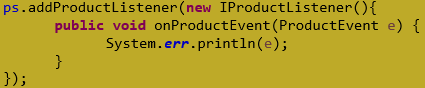 ps.addProductListener(new IProductListener(){
public void onProductEvent(ProductEvent e) {
System.err.println(e);
}
});